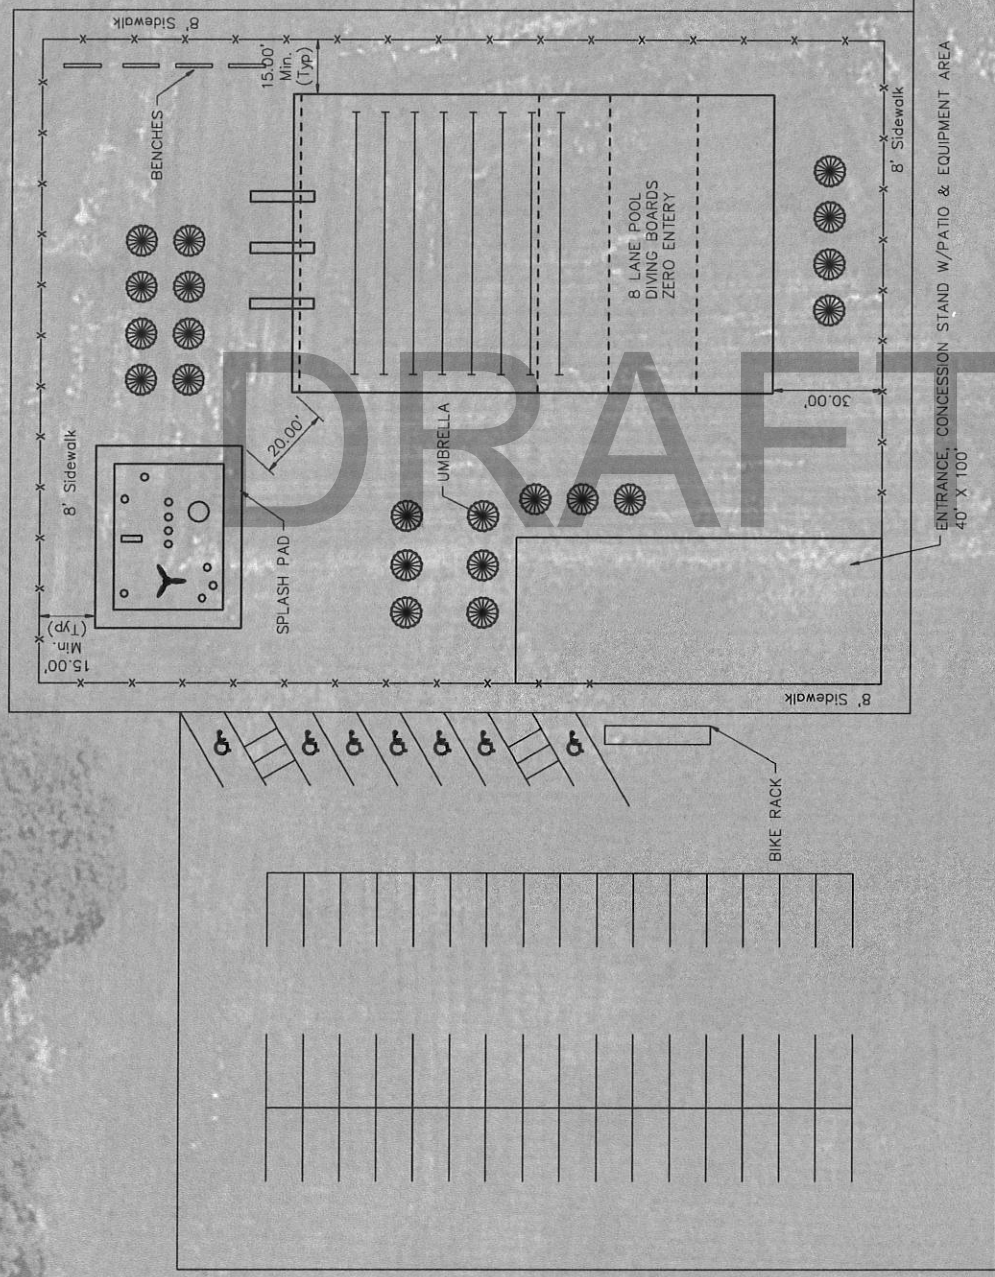 8' Sidewalk
BENCHES
15.00'
Min.
(Typ)
8' Sidewalk
15.00'
Min.
(Typ)
SPLASH PAD
20.00'
UMBRELLA
8 LANE POOL
DIVING BOARDS
ZERO ENTERY
30.00'
8' Sidewalk
ENTRANCE, CONCESSION STAND W/PATIO & EQUIPMENT AREA
40' X 100'
8' Sidewalk
BIKE RACK
DRAFT